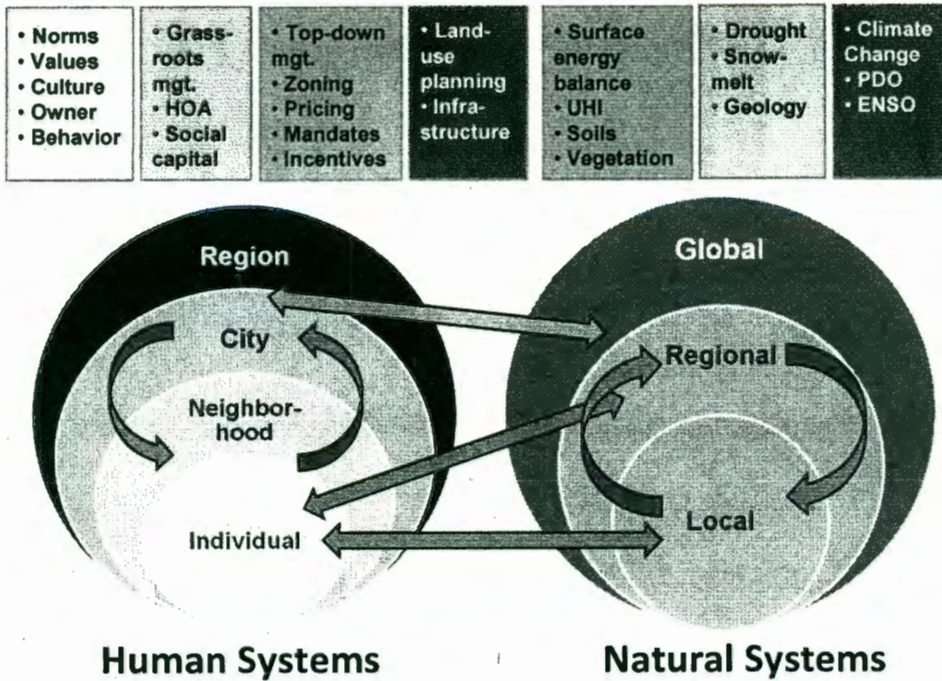 • Norms
• Values
• Culture
• Owner
• Behavior
• Grass-
roots
mgt.
• HOA
• Social
capital
• Top-down
mgt.
• Zoning
• Pricing
• Mandates
• Incentives
• Land-
use
planning
• Infra-
structure
• Surface
energy
balance
• UHI
• Soils
• Vegetation
• Drought
• Snow-
melt
• Geology
• Climate
Change
• PDO
• ENSO
Region
City
Neighbor-
hood
Individual
Global
Regional
Local
Human Systems
Natural Systems